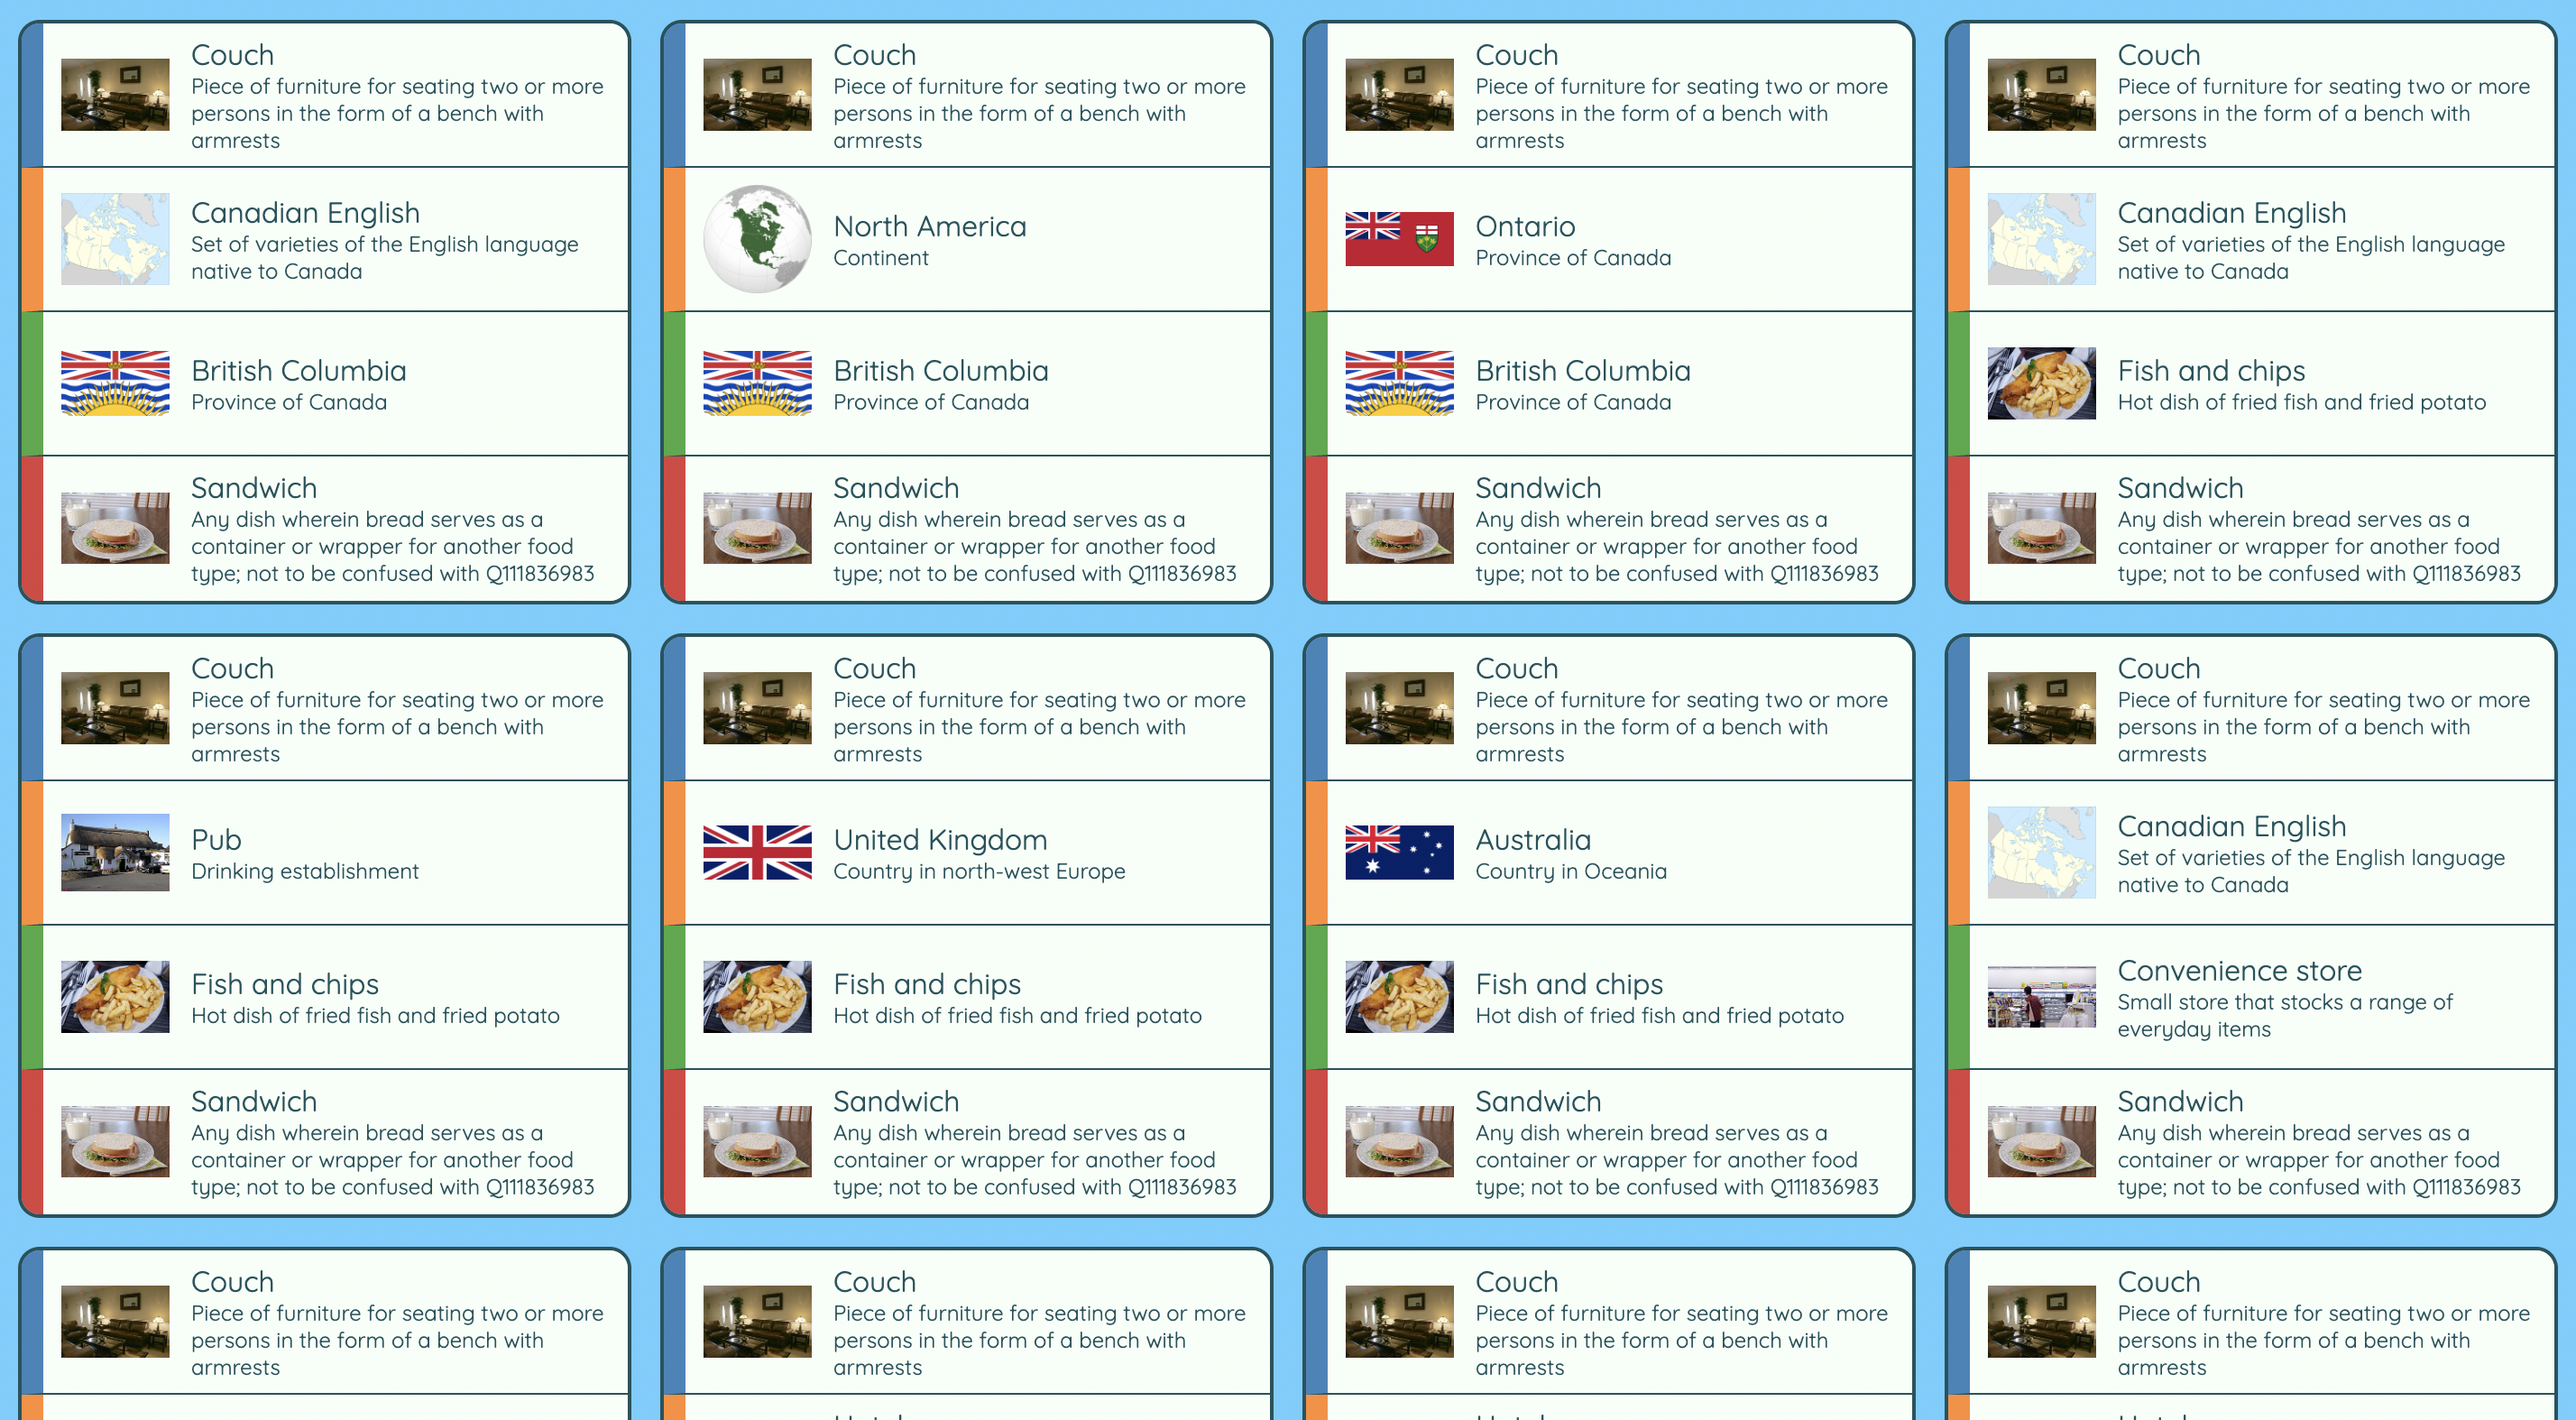 Couch
Piece of furniture for seating two or more
persons in the form of a bench with
armrests
Canadian English
Set of varieties of the English language
native to Canada
British Columbia
Province of Canada
Sandwich
Any dish wherein bread serves as a
container or wrapper for another food
type; not to be confused with Q111836983
Couch
Piece of furniture for seating two or more
persons in the form of a bench with
armrests
North America
Continent
British Columbia
Province of Canada
Sandwich
Any dish wherein bread serves as a
container or wrapper for another food
type; not to be confused with Q111836983
Couch
Piece of furniture for seating two or more
persons in the form of a bench with
armrests
Ontario
Province of Canada
British Columbia
Province of Canada
Sandwich
Any dish wherein bread serves as a
container or wrapper for another food
type; not to be confused with Q111836983
Couch
Piece of furniture for seating two or more
persons in the form of a bench with
armrests
Canadian English
Set of varieties of the English language
native to Canada
Fish and chips
Hot dish of fried fish and fried potato
Sandwich
Any dish wherein bread serves as a
container or wrapper for another food
type; not to be confused with Q111836983
Couch
Piece of furniture for seating two or more
persons in the form of a bench with
armrests
Pub
Drinking establishment
Fish and chips
Hot dish of fried fish and fried potato
Sandwich
Any dish wherein bread serves as a
container or wrapper for another food
type; not to be confused with Q111836983
Couch
Piece of furniture for seating two or more
persons in the form of a bench with
armrests
United Kingdom
Country in north-west Europe
Fish and chips
Hot dish of fried fish and fried potato
Sandwich
Any dish wherein bread serves as a
container or wrapper for another food
type; not to be confused with Q111836983
Couch
Piece of furniture for seating two or more
persons in the form of a bench with
armrests
Australia
Country in Oceania
Fish and chips
Hot dish of fried fish and fried potato
Sandwich
Any dish wherein bread serves as a
container or wrapper for another food
type; not to be confused with Q111836983
Couch
Piece of furniture for seating two or more
persons in the form of a bench with
armrests
Canadian English
Set of varieties of the English language
native to Canada
Convenience store
Small store that stocks a range of
everyday items
Sandwich
Any dish wherein bread serves as a
container or wrapper for another food
type; not to be confused with Q111836983
Couch
Piece of furniture for seating two or more
persons in the form of a bench with
armrests
Couch
Piece of furniture for seating two or more
persons in the form of a bench with
armrests
Couch
Piece of furniture for seating two or more
persons in the form of a bench with
armrests
Couch
Piece of furniture for seating two or more
persons in the form of a bench with
armrests